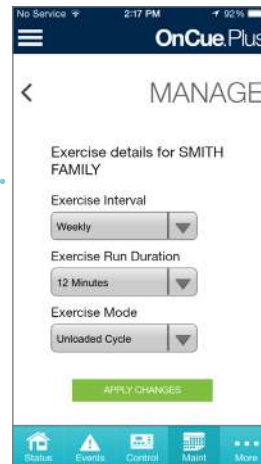 No Service 2:17 PM 92%
OnCue.Plus
MANAGE
Exercise details for SMITH
FAMILY
Exercise Interval
Weekly
Exercise Run Duration
12 Minutes
Exercise Mode
Unloaded Cycle
APPLY CHANGES
Status Events Control Maint More